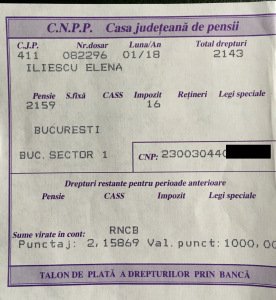 C.N.P.P. Casa județeană de pensii
C.J.P. Nr.dosar Luna/An Total drepturi
411 082296 01/18 2143
ILIESCU ELENA
Pensie S.fixă CASS Impozit Rețineri Legi speciale
2159 16
BUCURESTI
BUC. SECTOR 1 CNP: 230030440
Drepturi restante pentru perioade anterioare
Pensie CASS Impozit Legi speciale
Sume virate în cont: RNCB
Punctaj: 2,15869 Val. punct: 1000,00
TALON DE PLATĂ A DREPTURILOR PRIN BANCĂ